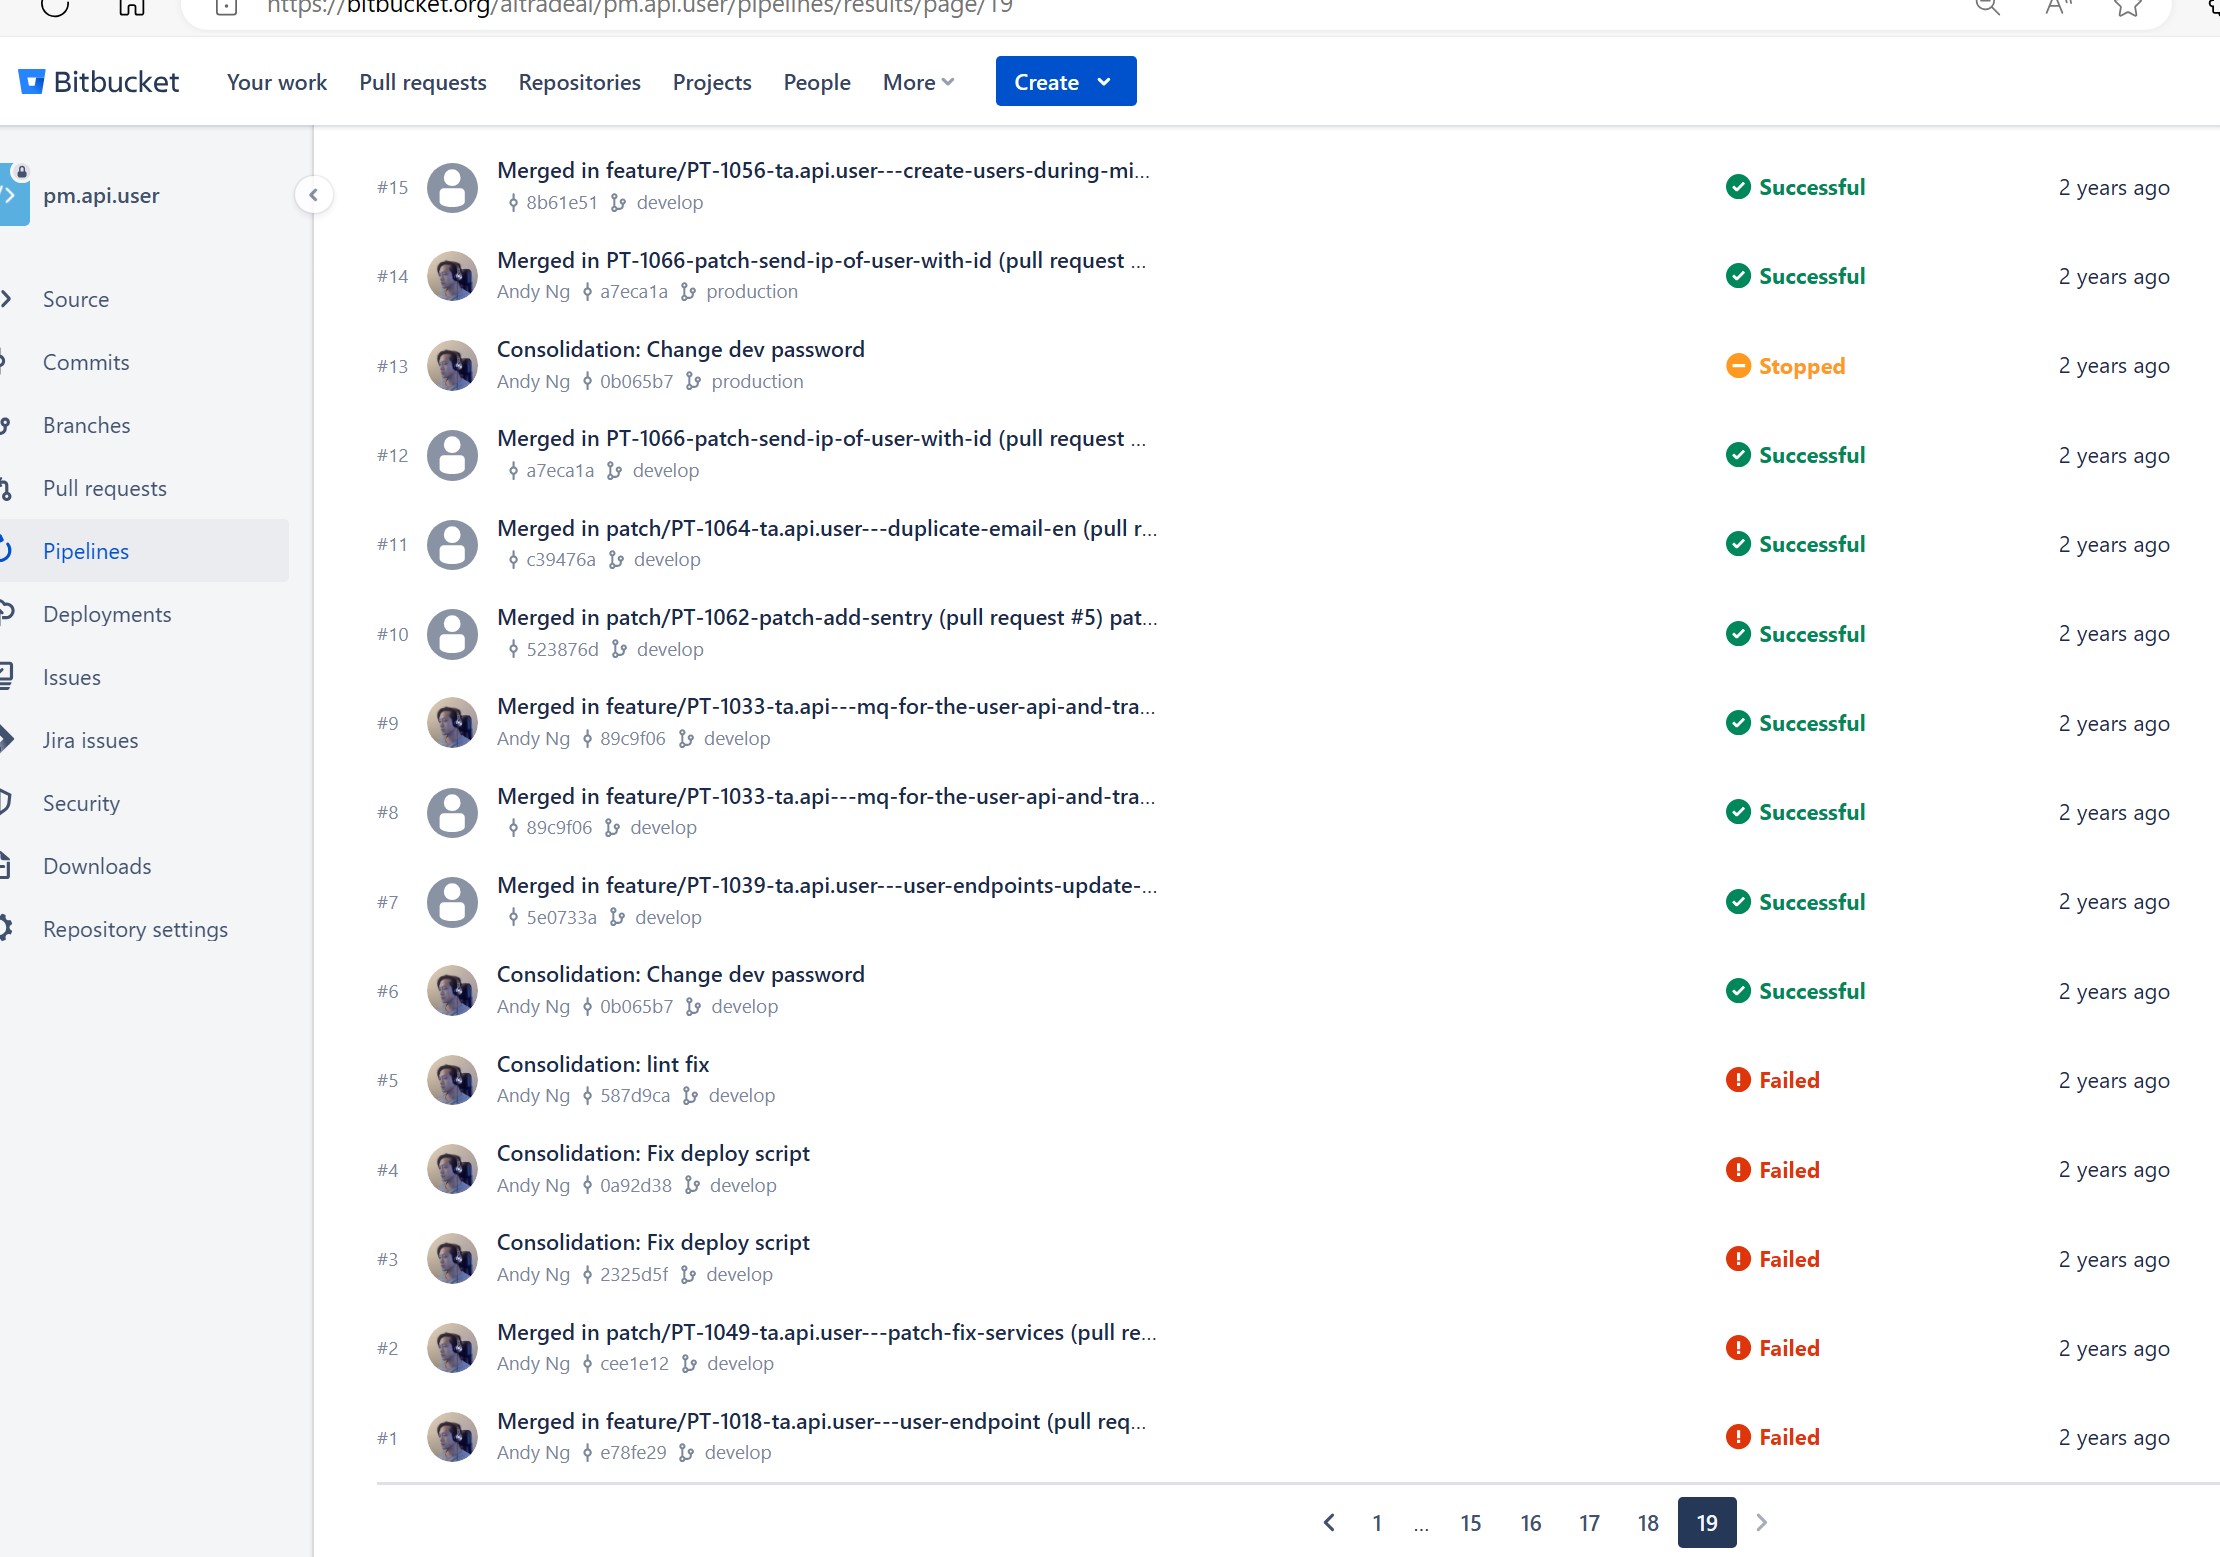 https://bitbucket.org/altradeal/pm.api.user/pipelines/results/page/19
Bitbucket
Your work
Pull requests
Repositories
Projects
People
More
Create
pm.api.user
Source
Commits
Branches
Pull requests
Pipelines
Deployments
Issues
Jira issues
Security
Downloads
Repository settings
#15
Merged in feature/PT-1056-ta.api.user---create-users-during-mi...
8b61e51 develop
Successful
2 years ago
#14
Merged in PT-1066-patch-send-ip-of-user-with-id (pull request ...
Andy Ng a7eca1a production
Successful
2 years ago
#13
Consolidation: Change dev password
Andy Ng 0b065b7 production
Stopped
2 years ago
#12
Merged in PT-1066-patch-send-ip-of-user-with-id (pull request ...
a7eca1a develop
Successful
2 years ago
#11
Merged in patch/PT-1064-ta.api.user---duplicate-email-en (pull r...
c39476a develop
Successful
2 years ago
#10
Merged in patch/PT-1062-patch-add-sentry (pull request #5) pat...
523876d develop
Successful
2 years ago
#9
Merged in feature/PT-1033-ta.api---mq-for-the-user-api-and-tra...
Andy Ng 89c9f06 develop
Successful
2 years ago
#8
Merged in feature/PT-1033-ta.api---mq-for-the-user-api-and-tra...
89c9f06 develop
Successful
2 years ago
#7
Merged in feature/PT-1039-ta.api.user---user-endpoints-update-...
5e0733a develop
Successful
2 years ago
#6
Consolidation: Change dev password
Andy Ng 0b065b7 develop
Successful
2 years ago
#5
Consolidation: lint fix
Andy Ng 587d9ca develop
Failed
2 years ago
#4
Consolidation: Fix deploy script
Andy Ng 0a92d38 develop
Failed
2 years ago
#3
Consolidation: Fix deploy script
Andy Ng 2325d5f develop
Failed
2 years ago
#2
Merged in patch/PT-1049-ta.api.user---patch-fix-services (pull re...
Andy Ng cee1e12 develop
Failed
2 years ago
#1
Merged in feature/PT-1018-ta.api.user---user-endpoint (pull req...
Andy Ng e78fe29 develop
Failed
2 years ago
1 ... 15 16 17 18 19